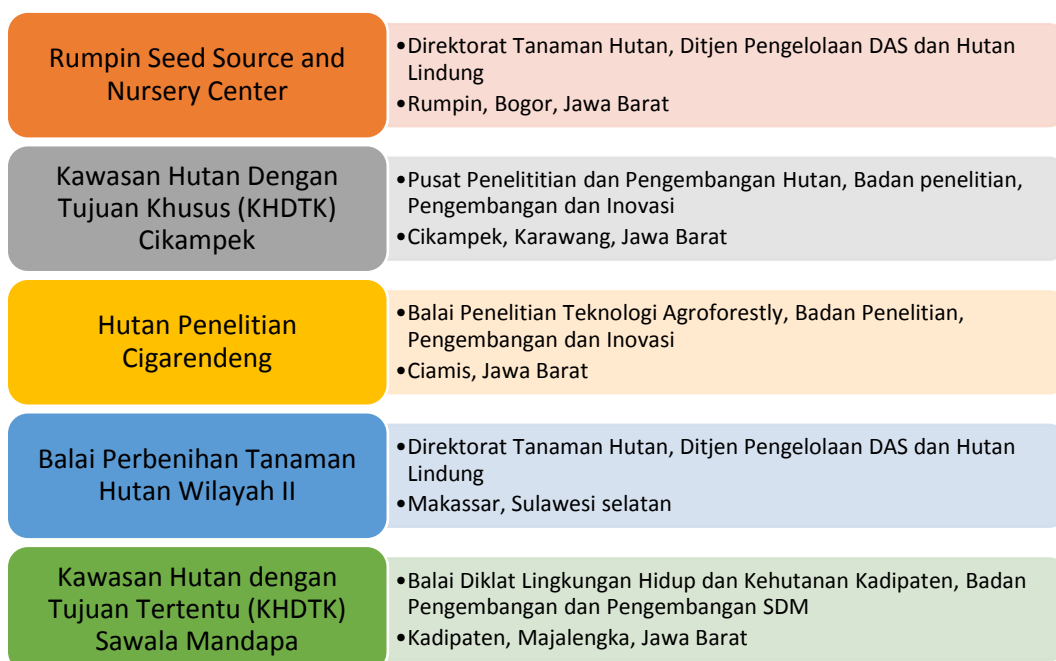 Rumpin Seed Source and
Nursery Center
•Direktorat Tanaman Hutan, Ditjen Pengelolaan DAS dan Hutan
Lindung
•Rumpin, Bogor, Jawa Barat
Kawasan Hutan Dengan
Tujuan Khusus (KHDTK)
Cikampek
•Pusat Penelititian dan Pengembangan Hutan, Badan penelitian,
Pengembangan dan Inovasi
•Cikampek, Karawang, Jawa Barat
Hutan Penelitian
Cigarendeng
•Balai Penelitian Teknologi Agroforestly, Badan Penelitian,
Pengembangan dan Inovasi
•Ciamis, Jawa Barat
Balai Perbenihan Tanaman
Hutan Wilayah II
•Direktorat Tanaman Hutan, Ditjen Pengelolaan DAS dan Hutan
Lindung
•Makassar, Sulawesi selatan
Kawasan Hutan dengan
Tujuan Tertentu (KHDTK)
Sawala Mandapa
•Balai Diklat Lingkungan Hidup dan Kehutanan Kadipaten, Badan
Pengembangan dan Pengembangan SDM
•Kadipaten, Majalengka, Jawa Barat